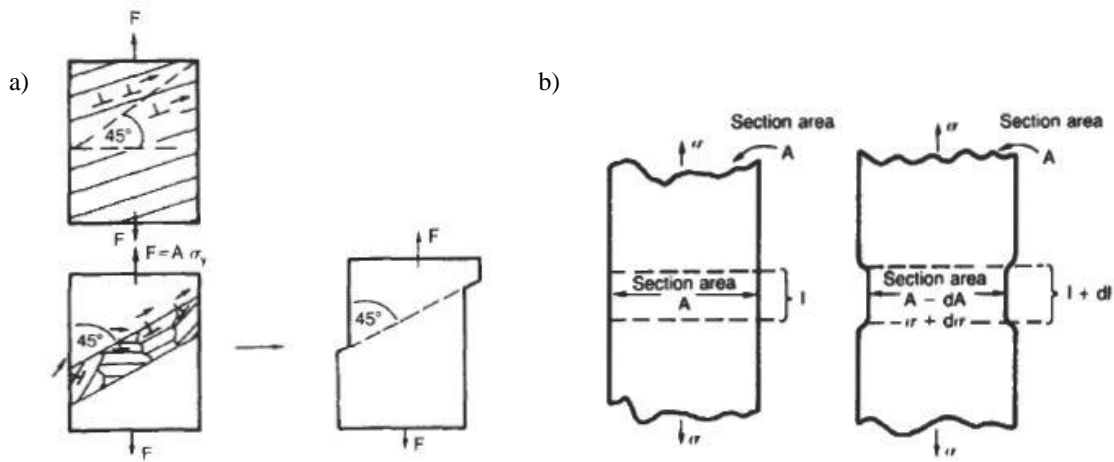 a)
F
45°
F
F = A σy
45°
F
F
45°
F
b)
Section area
A
σ
Section area
A
l
σ
Section area
A
σ
Section area
A − dA
σ + dσ
l + dl
σ